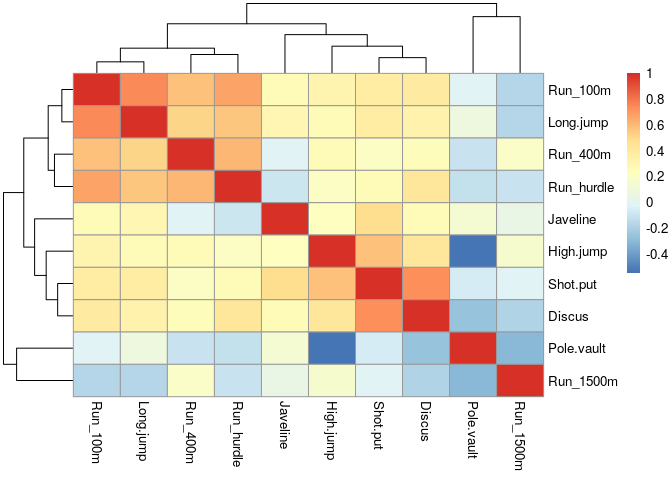 Run_100m
Long.jump
Run_400m
Run_hurdle
Javeline
High.jump
Shot.put
Discus
Pole.vault
Run_1500m
1
0.8
0.6
0.4
0.2
0
-0.2
-0.4
Run_100m
Long.jump
Run_400m
Run_hurdle
Javeline
High.jump
Shot.put
Discus
Pole.vault
Run_1500m